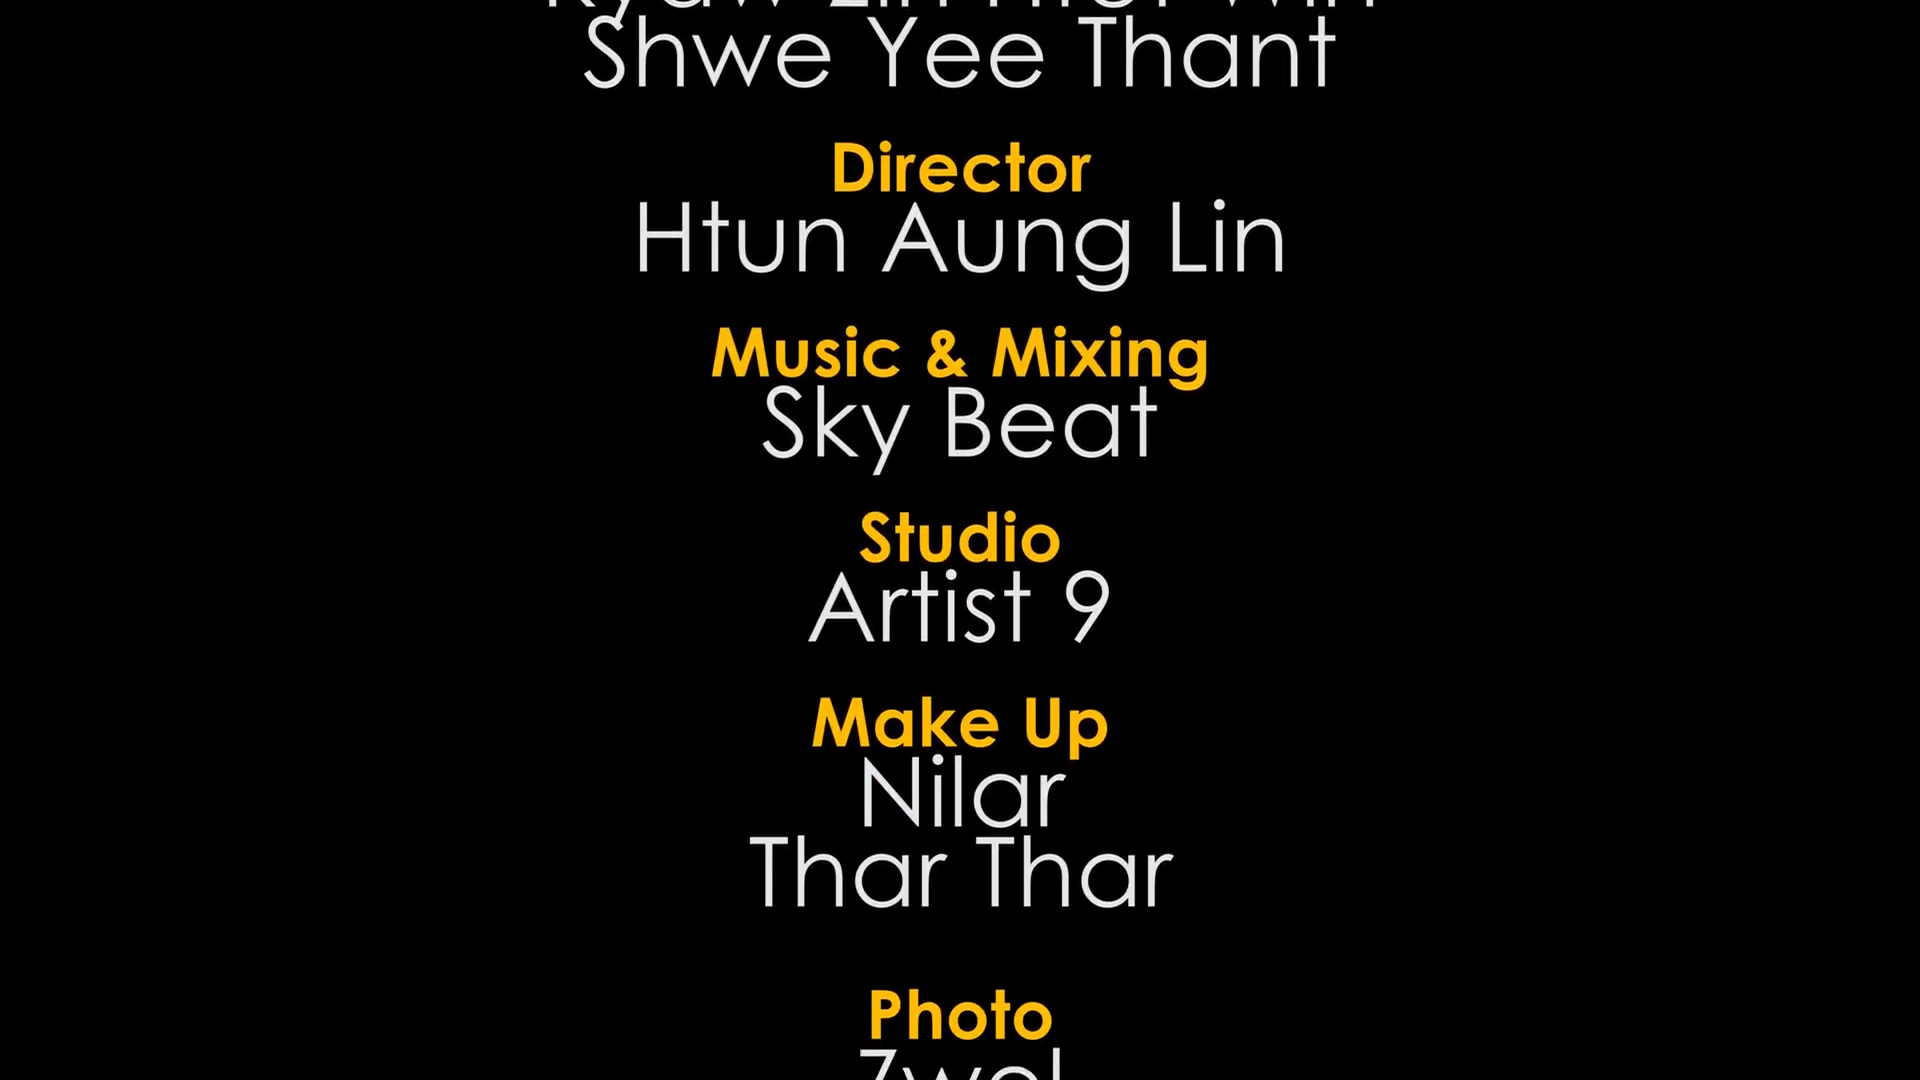 Shwe Yee Thant
Director
Htun Aung Lin
Music & Mixing
Sky Beat
Studio
Artist 9
Make Up
Nilar
Thar Thar
Photo